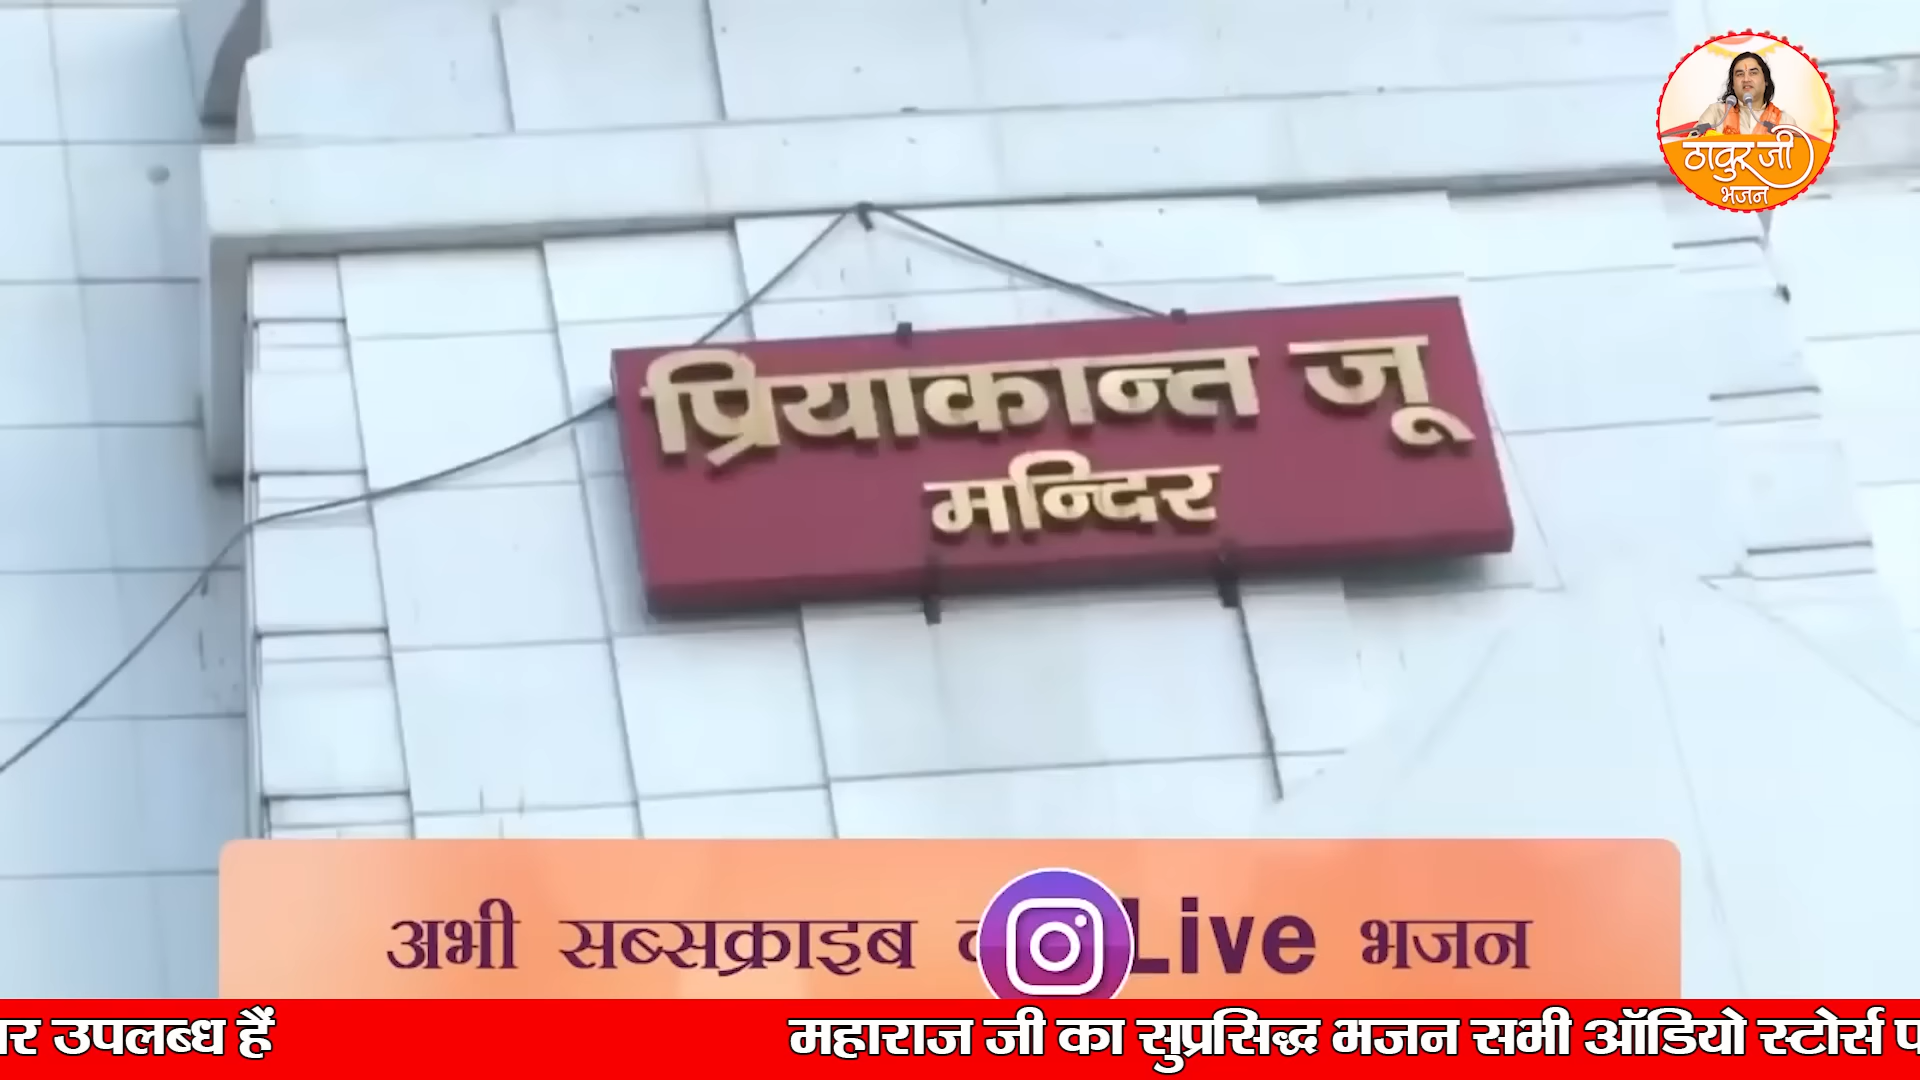 ठाकुर जी
भजन
प्रियाकान्त जू
मन्दिर
अभी सब्सक्राइब Live भजन
उपलब्ध हैं महाराज जी का सुप्रसिद्ध भजन सभी ऑडियो स्टोर्स